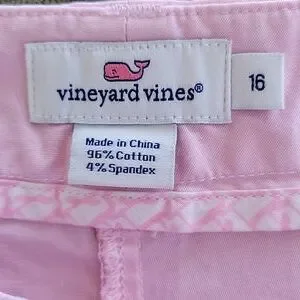 vineyard vines®
16
Made in China
96% Cotton
4% Spandex